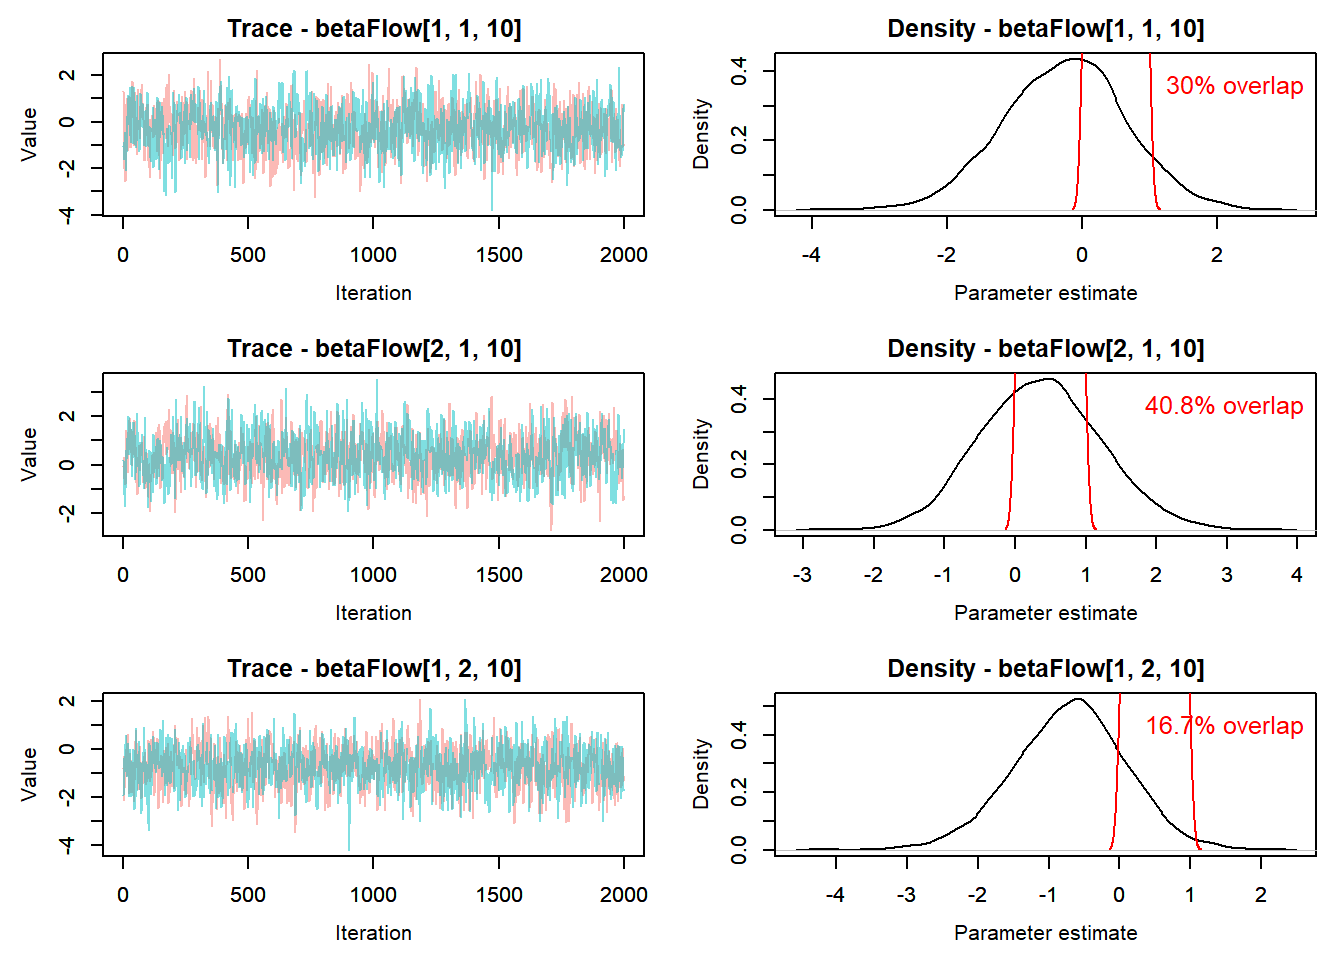 Trace - betaFlow[1, 1, 10]
Value
2
0
-2
-4
0
500
1000
1500
2000
Iteration
Density - betaFlow[1, 1, 10]
Density
0.4
0.2
0.0
30% overlap
-4
-2
0
2
Parameter estimate
Trace - betaFlow[2, 1, 10]
Value
2
0
-2
0
500
1000
1500
2000
Iteration
Density - betaFlow[2, 1, 10]
Density
0.4
0.2
0.0
40.8% overlap
-3
-2
-1
0
1
2
3
4
Parameter estimate
Trace - betaFlow[1, 2, 10]
Value
2
0
-2
-4
0
500
1000
1500
2000
Iteration
Density - betaFlow[1, 2, 10]
Density
0.4
0.2
0.0
16.7% overlap
-4
-3
-2
-1
0
1
2
Parameter estimate